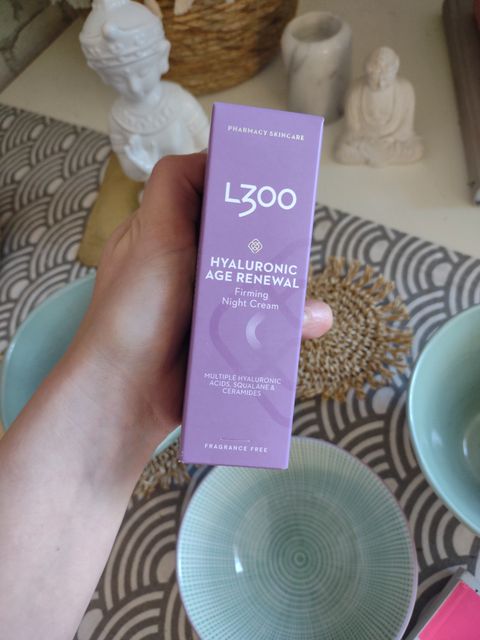 PHARMACY SKINCARE
L300
HYALURONIC
AGE RENEWAL
Firming
Night Cream
MULTIPLE HYALURONIC
ACIDS, SQUALANE &
CERAMIDES
FRAGRANCE FREE